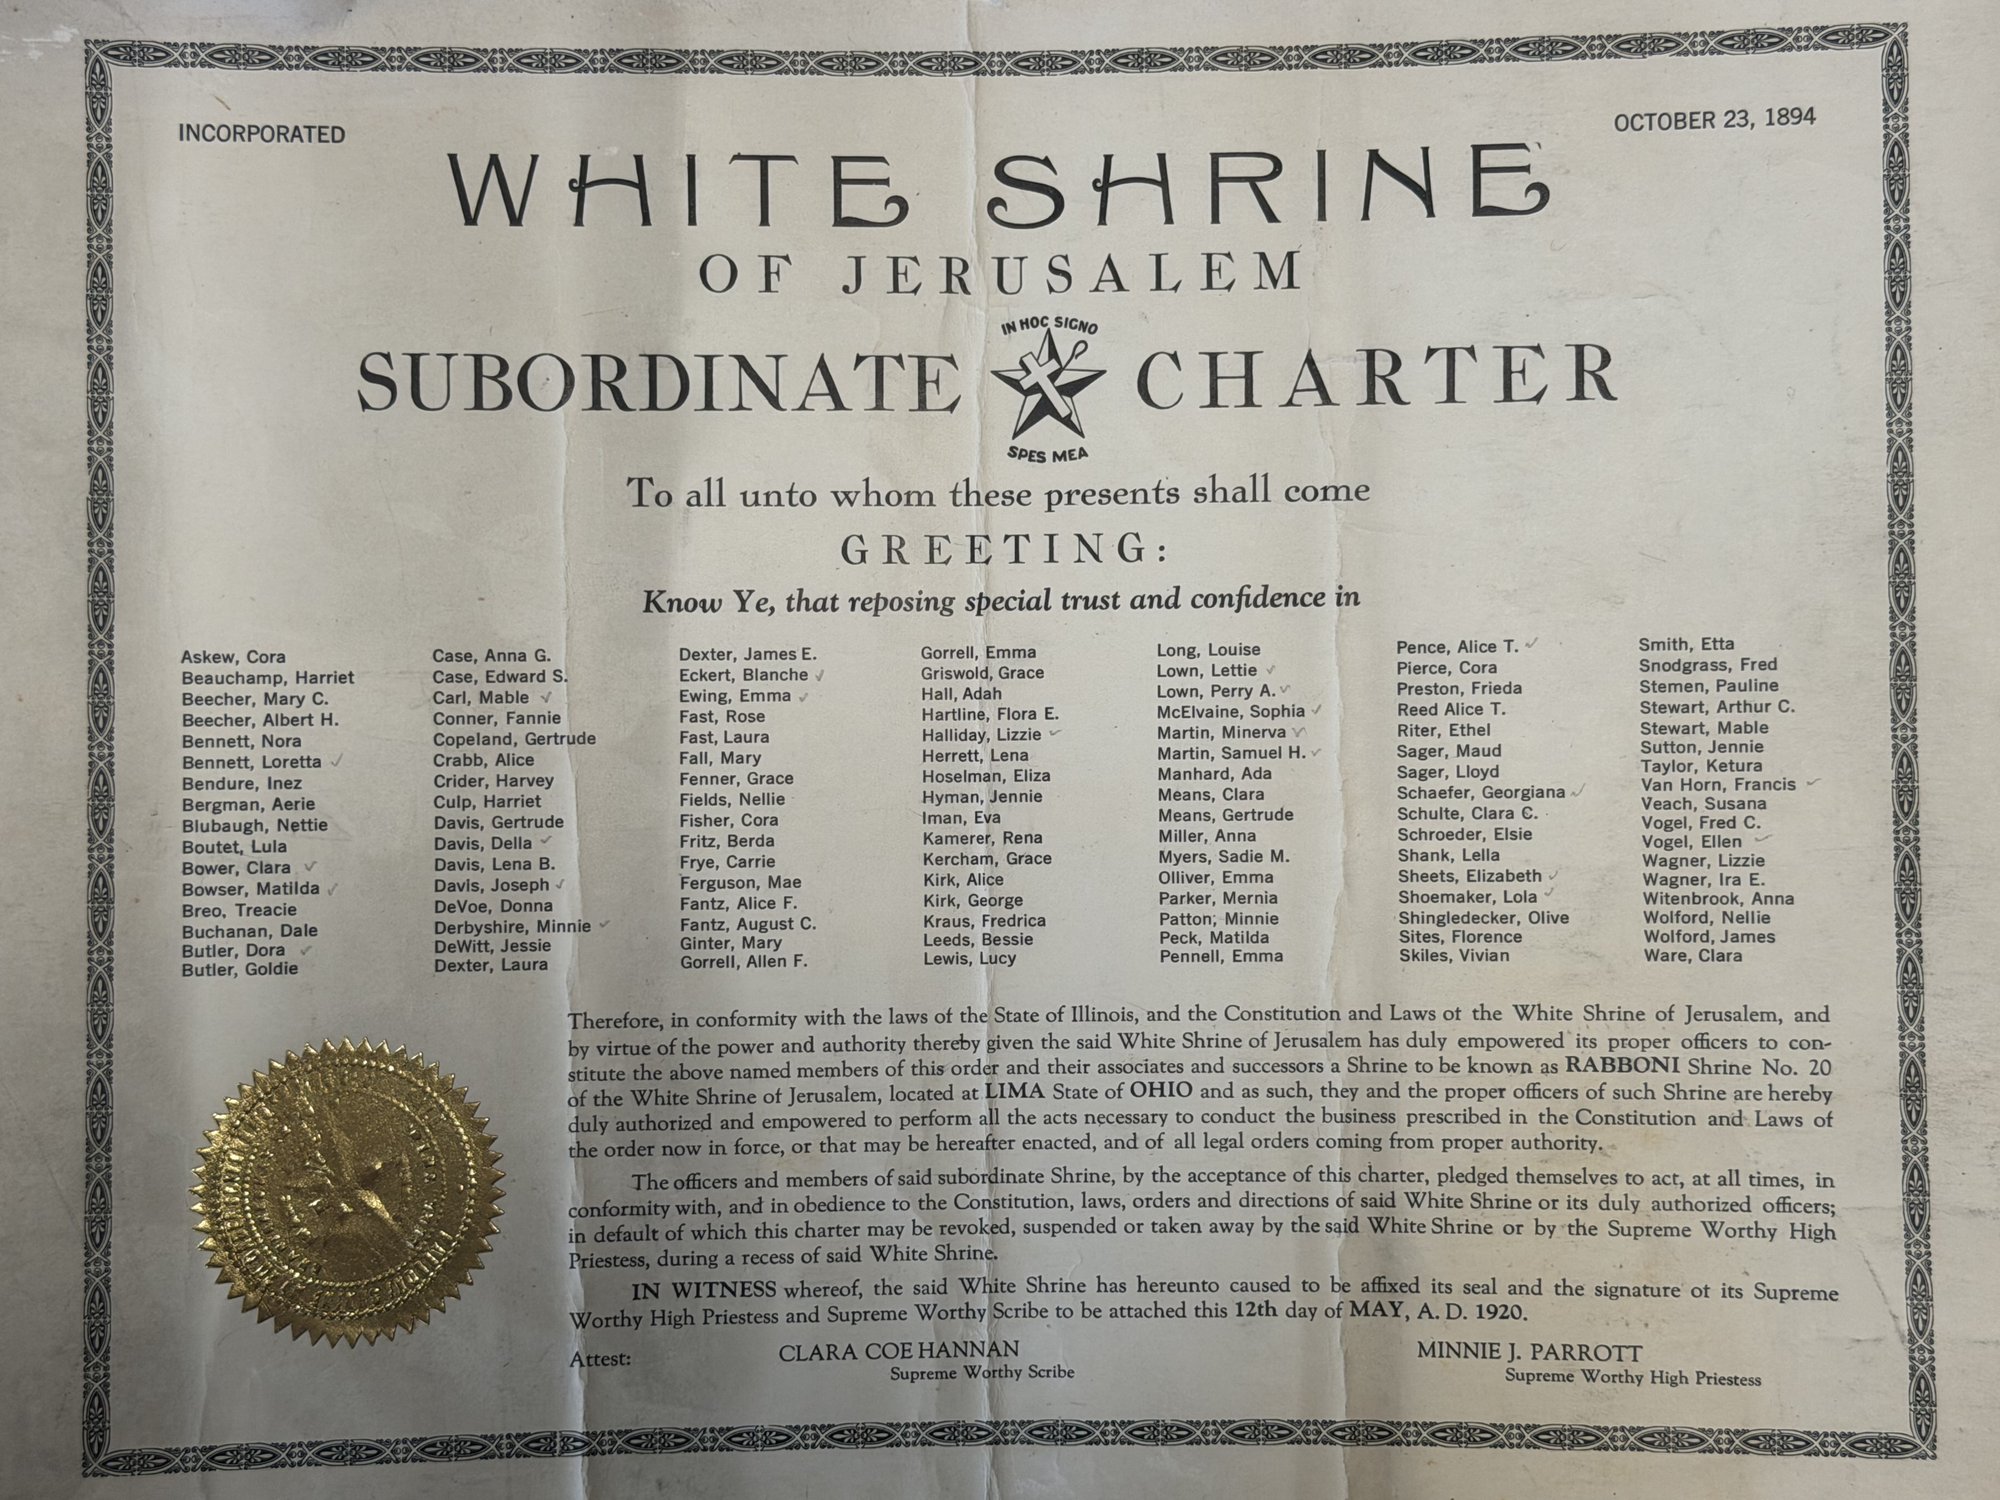 INCORPORATED
OCTOBER 23, 1894
WHITE SHRINE
OF JERUSALEM
IN HOC SIGNO
SUBORDINATE CHARTER
SPES MEA
To all unto whom these presents shall come
GREETING:
Know Ye, that reposing special trust and confidence in
Askew, Cora
Beauchamp, Harriet
Beecher, Mary C.
Beecher, Albert H.
Bennett, Nora
Bennett, Loretta
Bendure, Inez
Bergman, Aerie
Blubaugh, Nettie
Boutet, Lula
Bower, Clara
Bowser, Matilda
Breo, Treacie
Buchanan, Dale
Butler, Dora
Butler, Goldie
Case, Anna G.
Case, Edward S.
Carl, Mable
Conner, Fannie
Copeland, Gertrude
Crabb, Alice
Crider, Harvey
Culp, Harriet
Davis, Gertrude
Davis, Della
Davis, Lena B.
Davis, Joseph
DeVoe, Donna
Derbyshire, Minnie
DeWitt, Jessie
Dexter, Laura
Dexter, James E.
Eckert, Blanche
Ewing, Emma
Fast, Rose
Fast, Laura
Fall, Mary
Fenner, Grace
Fields, Nellie
Fisher, Cora
Fritz, Berda
Frye, Carrie
Ferguson, Mae
Fantz, Alice F.
Fantz, August C.
Ginter, Mary
Gorrell, Allen F.
Gorrell, Emma
Griswold, Grace
Hall, Adah
Hartline, Flora E.
Halliday, Lizzie
Herrett, Lena
Hoselman, Eliza
Hyman, Jennie
Iman, Eva
Kamerer, Rena
Kercham, Grace
Kirk, Alice
Kirk, George
Kraus, Fredrica
Leeds, Bessie
Lewis, Lucy
Long, Louise
Lown, Lettie
Lown, Perry A.
McElvaine, Sophia
Martin, Minerva
Martin, Samuel H.
Manhard, Ada
Means, Clara
Means, Gertrude
Miller, Anna
Myers, Sadie M.
Olliver, Emma
Parker, Mernia
Patton, Minnie
Peck, Matilda
Pennell, Emma
Pence, Alice T.
Pierce, Cora
Preston, Frieda
Reed Alice T.
Riter, Ethel
Sager, Maud
Sager, Lloyd
Schaefer, Georgiana
Schulte, Clara C.
Schroeder, Elsie
Shank, Lella
Sheets, Elizabeth
Shoemaker, Lola
Shingledecker, Olive
Sites, Florence
Skiles, Vivian
Smith, Etta
Snodgrass, Fred
Stemen, Pauline
Stewart, Arthur C.
Stewart, Mable
Sutton, Jennie
Taylor, Ketura
Van Horn, Francis
Veach, Susana
Vogel, Fred C.
Vogel, Ellen
Wagner, Lizzie
Wagner, Ira E.
Witenbrook, Anna
Wolford, Nellie
Wolford, James
Ware, Clara
Therefore, in conformity with the laws of the State of Illinois, and the Constitution and Laws of the White Shrine of Jerusalem, and
by virtue of the power and authority thereby given the said White Shrine of Jerusalem has duly empowered its proper officers to con-
stitute the above named members of this order and their associates and successors a Shrine to be known as RABBONI Shrine No. 20
of the White Shrine of Jerusalem, located at LIMA State of OHIO and as such, they and the proper officers of such Shrine are hereby
duly authorized and empowered to perform all the acts necessary to conduct the business prescribed in the Constitution and Laws of
the order now in force, or that may be hereafter enacted, and of all legal orders coming from proper authority.
The officers and members of said subordinate Shrine, by the acceptance of this charter, pledged themselves to act, at all times, in
conformity with, and in obedience to the Constitution, laws, orders and directions of said White Shrine or its duly authorized officers;
in default of which this charter may be revoked, suspended or taken away by the said White Shrine or by the Supreme Worthy High
Priestess, during a recess of said White Shrine.
IN WITNESS whereof, the said White Shrine has hereunto caused to be affixed its seal and the signature of its Supreme
Worthy High Priestess and Supreme Worthy Scribe to be attached this 12th day of MAY, A. D. 1920.
Attest: CLARA COE HANNAN MINNIE J. PARROTT
Supreme Worthy Scribe Supreme Worthy High Priestess